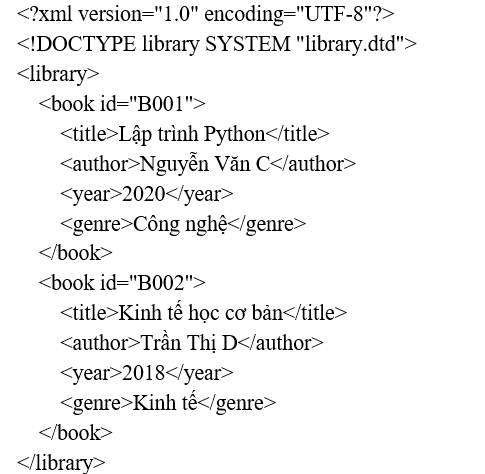 <?xml version="1.0" encoding="UTF-8"?>
<!DOCTYPE library SYSTEM "library.dtd">
<library>
    <book id="B001">
        <title>Lập trình Python</title>
        <author>Nguyễn Văn C</author>
        <year>2020</year>
        <genre>Công nghệ</genre>
    </book>
    <book id="B002">
        <title>Kinh tế học cơ bản</title>
        <author>Trần Thị D</author>
        <year>2018</year>
        <genre>Kinh tế</genre>
    </book>
</library>